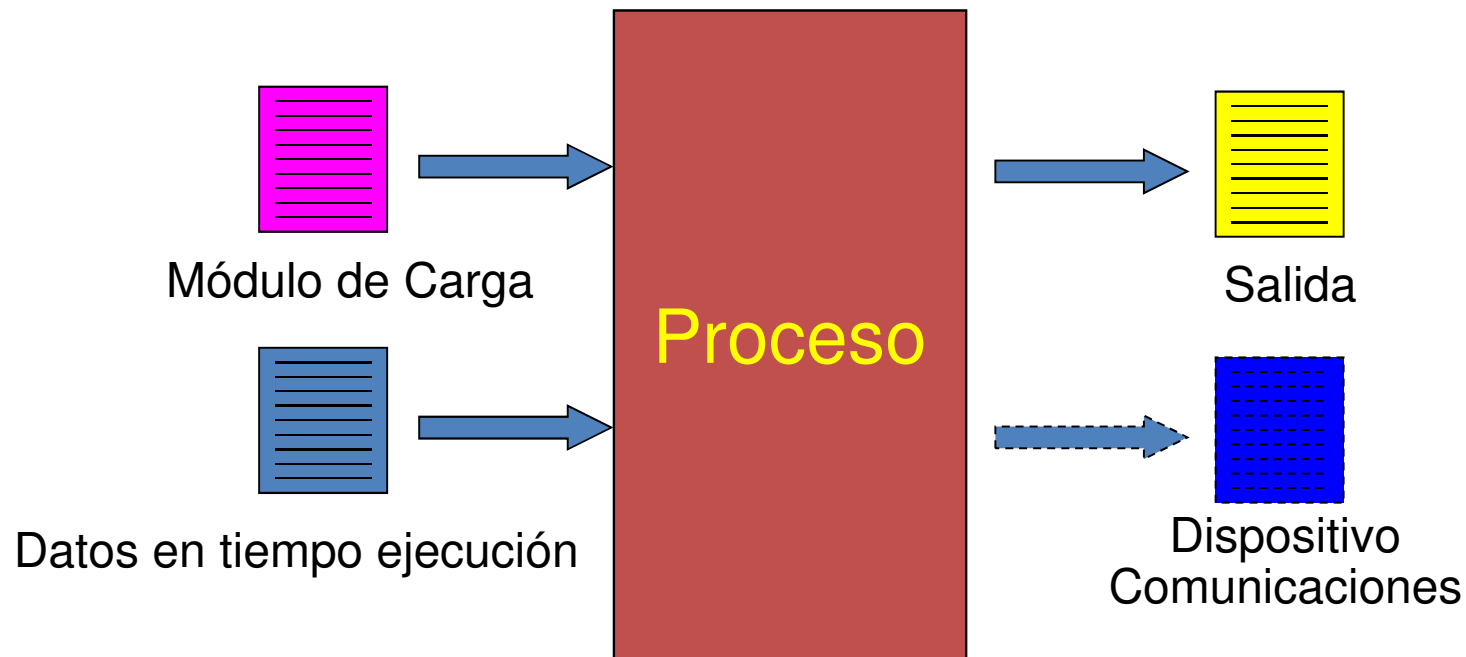 Módulo de Carga
Datos en tiempo ejecución
Proceso
Salida
Dispositivo
Comunicaciones